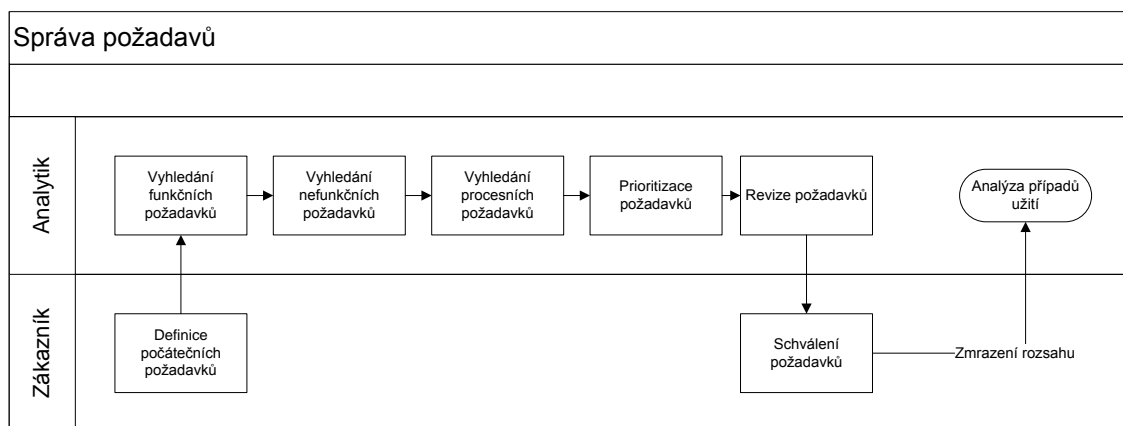 Správa požadavů
Analytik
Vyhledání
funkčních
požadavků
Vyhledání
nefunkčních
požadavků
Vyhledání
procesních
požadavků
Prioritizace
požadavků
Revize požadavků
Analýza případů
užití
Zákazník
Definice
počátečních
požadavků
Schválení
požadavků
Zmrazení rozsahu